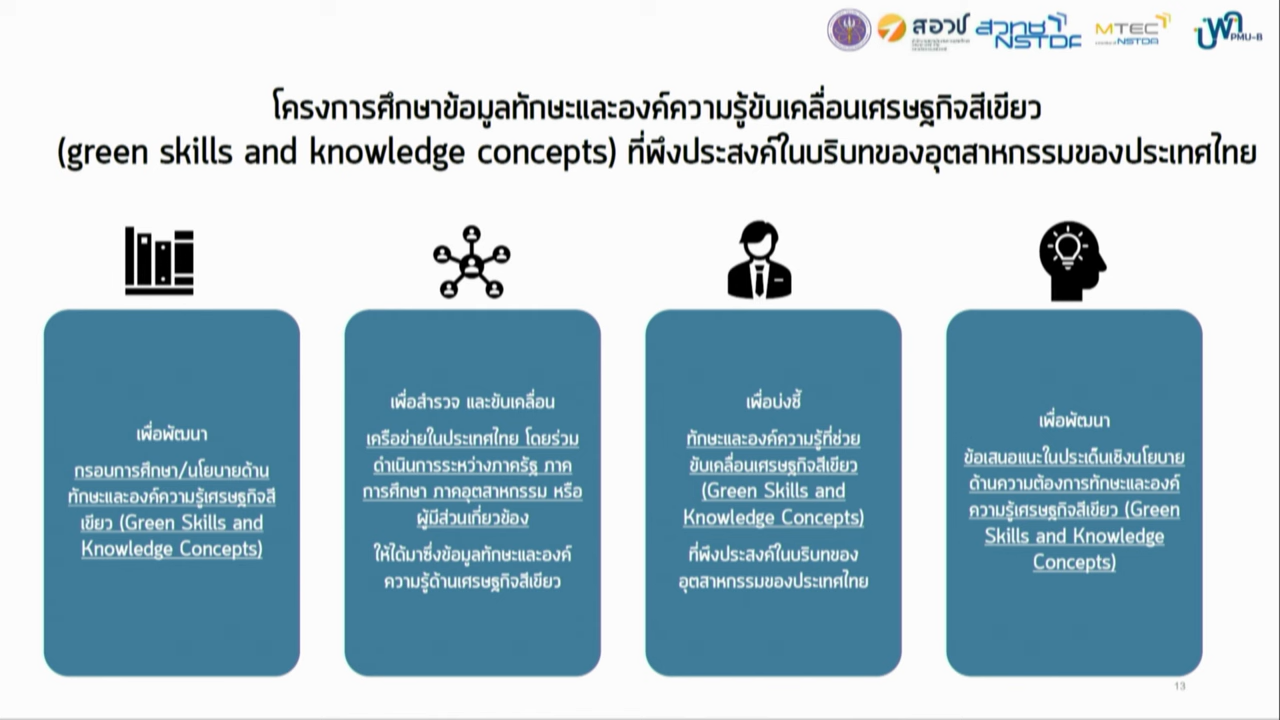 สอวช
สวทช
NSTDA
MTEC
NSTDA
บพค
PMU-B
โครงการศึกษาข้อมูลทักษะและองค์ความรู้ขับเคลื่อนเศรษฐกิจสีเขียว
(green skills and knowledge concepts) ที่พึงประสงค์ในบริบทของอุตสาหกรรมของประเทศไทย
เพื่อพัฒนา
กรอบการศึกษา/นโยบายด้าน
ทักษะและองค์ความรู้เศรษฐกิจสี
เขียว (Green Skills and
Knowledge Concepts)
เพื่อสำรวจ และขับเคลื่อน
เครือข่ายในประเทศไทย โดยร่วม
ดำเนินการระหว่างภาครัฐ ภาค
การศึกษา ภาคอุตสาหกรรม หรือ
ผู้มีส่วนเกี่ยวข้อง
ให้ได้มาซึ่งข้อมูลทักษะและองค์
ความรู้ด้านเศรษฐกิจสีเขียว
เพื่อบ่งชี้
ทักษะและองค์ความรู้ที่ช่วย
ขับเคลื่อนเศรษฐกิจสีเขียว
(Green Skills and
Knowledge Concepts)
ที่พึงประสงค์ในบริบทของ
อุตสาหกรรมของประเทศไทย
เพื่อพัฒนา
ข้อเสนอแนะในประเด็นเชิงนโยบาย
ด้านความต้องการทักษะและองค์
ความรู้เศรษฐกิจสีเขียว (Green
Skills and Knowledge
Concepts)
13